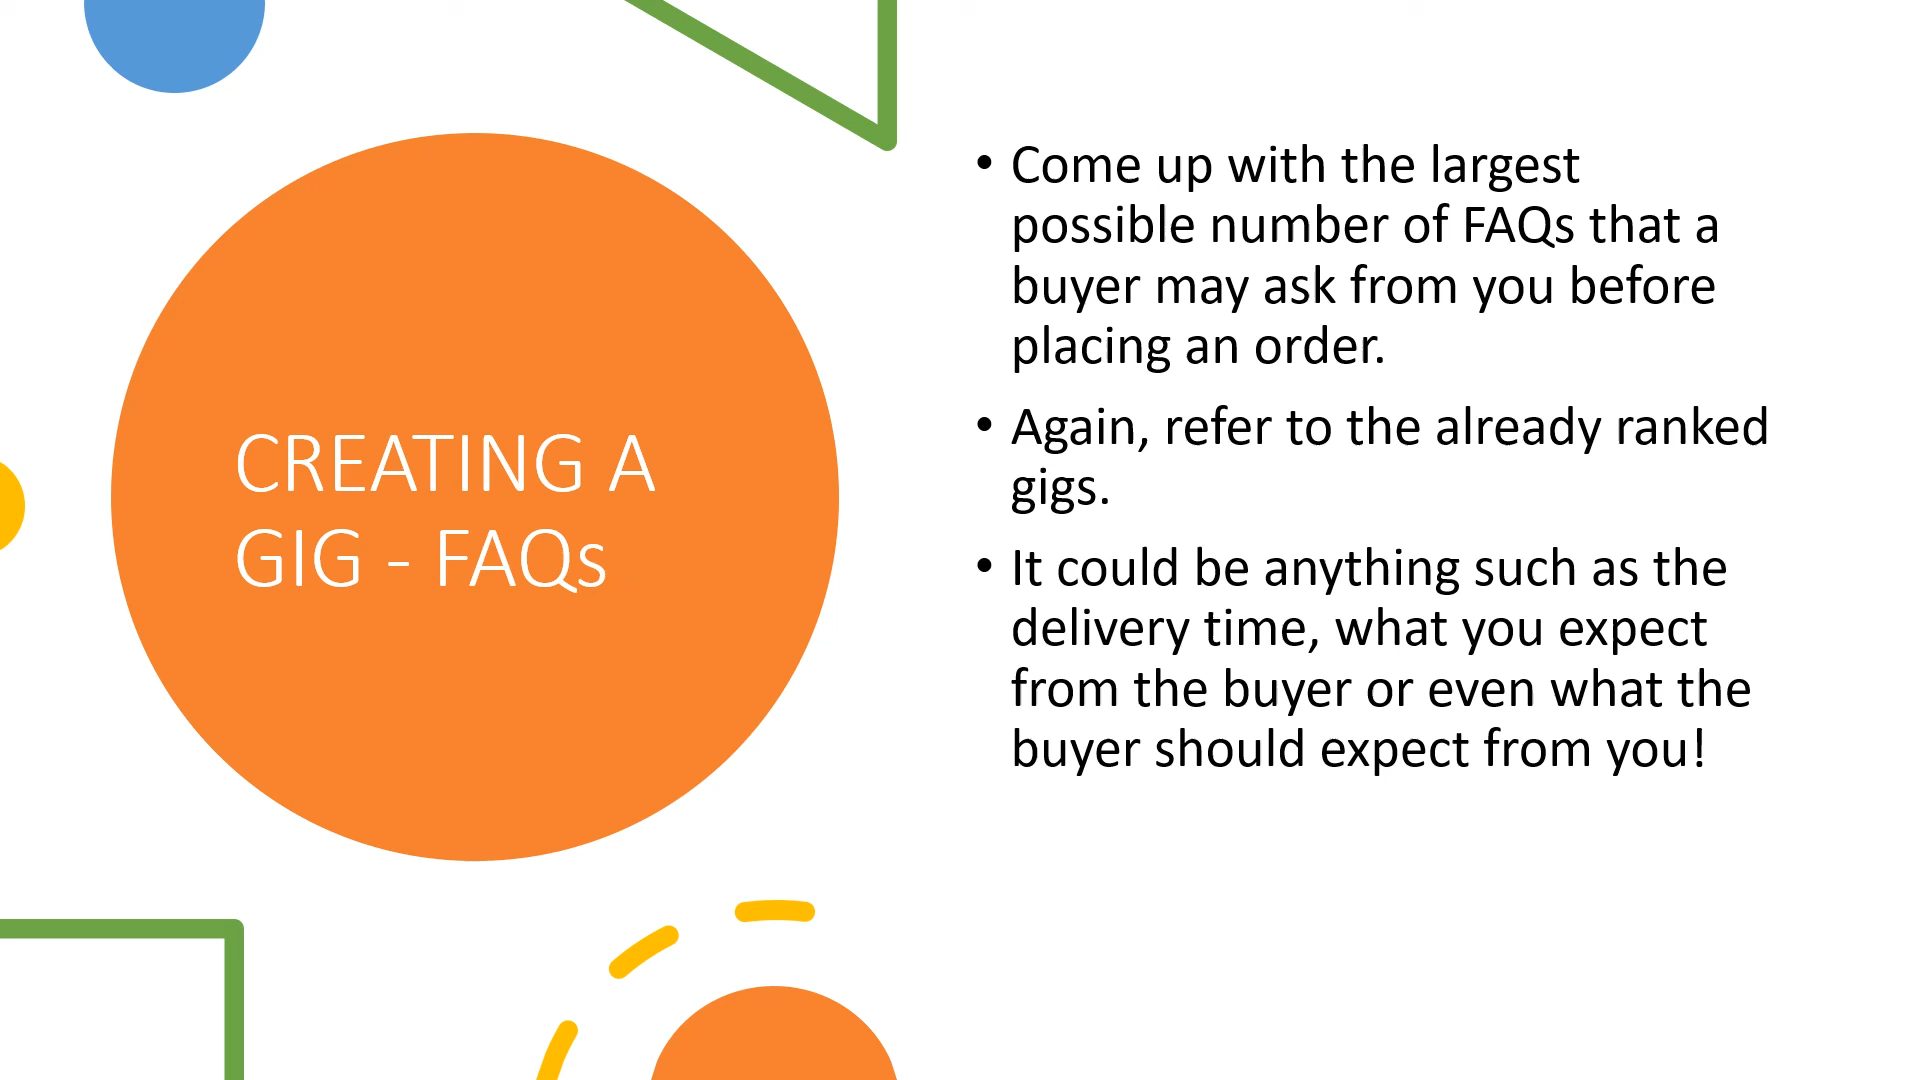 CREATING A
GIG - FAQs
• Come up with the largest
possible number of FAQs that a
buyer may ask from you before
placing an order.
• Again, refer to the already ranked
gigs.
• It could be anything such as the
delivery time, what you expect
from the buyer or even what the
buyer should expect from you!